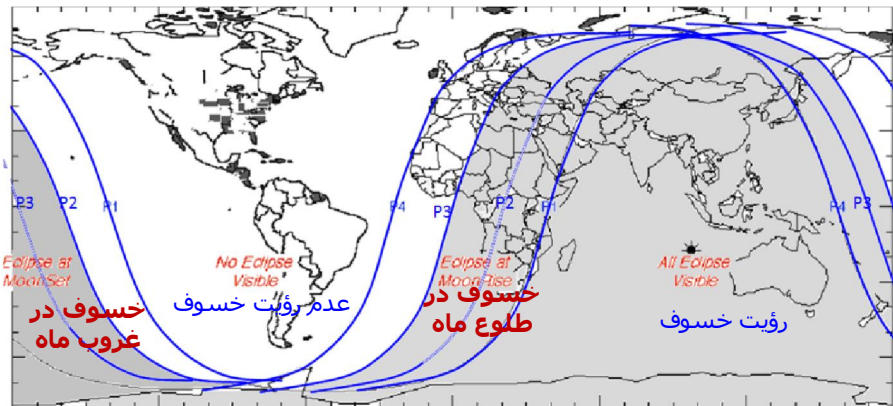 P3
P2
P1
P4
P3
P2
P1
P4
P3
Eclipse at
MoonSet
No Eclipse
Visible
Eclipse at
MoonRise
All Eclipse
Visible
خسوف در
غروب ماه
عدم رؤیت خسوف
خسوف در
طلوع ماه
رؤیت خسوف